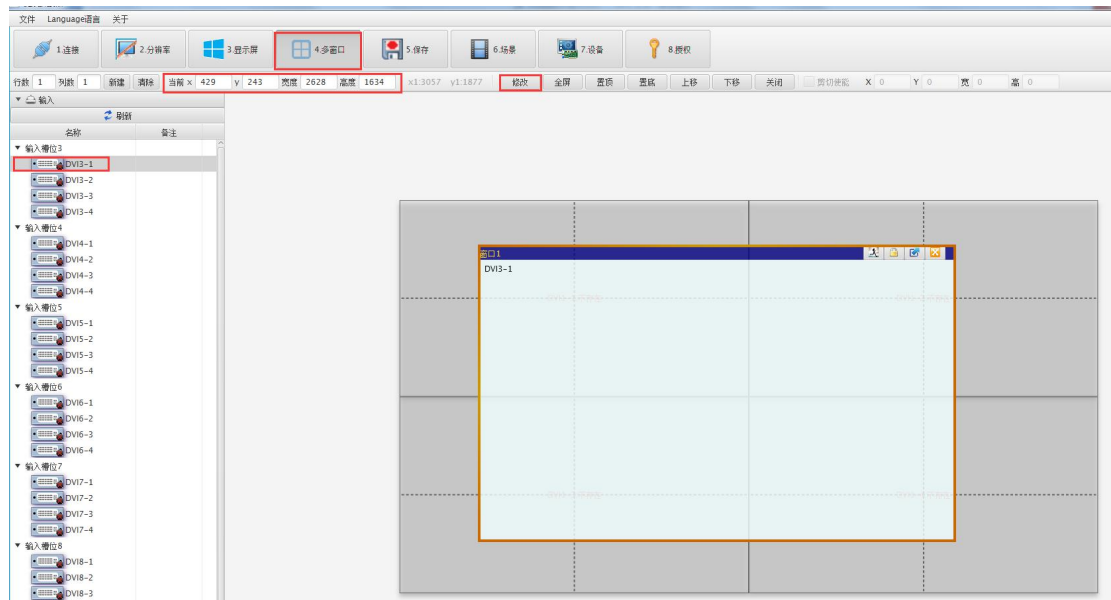 文件 Language语言 关于
1.连接 2.分辨率 3.显示屏 4.多窗口 5.保存 6.场景 7.设备 8.授权
行数 1 列数 1 新建 清除 当前 x 429 y 243 宽度 2628 高度 1634 x1:3057 y1:1877 修改 全屏 置顶 置底 上移 下移 关闭 剪切使能 X 0 Y 0 宽 0 高 0
输入
刷新
名称 备注
输入槽位3
DVI3-1
DVI3-2
DVI3-3
DVI3-4
输入槽位4
DVI4-1
DVI4-2
DVI4-3
DVI4-4
输入槽位5
DVI5-1
DVI5-2
DVI5-3
DVI5-4
输入槽位6
DVI6-1
DVI6-2
DVI6-3
DVI6-4
输入槽位7
DVI7-1
DVI7-2
DVI7-3
DVI7-4
输入槽位8
DVI8-1
DVI8-2
DVI8-3
窗口1
DVI3-1